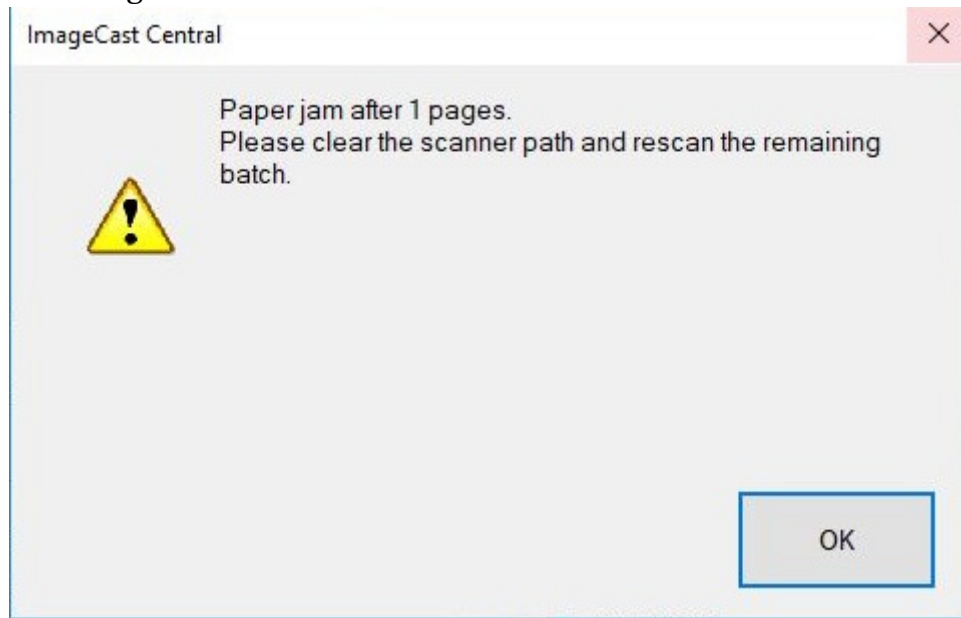 ImageCast Central
Paper jam after 1 pages.
Please clear the scanner path and rescan the remaining
batch.
OK